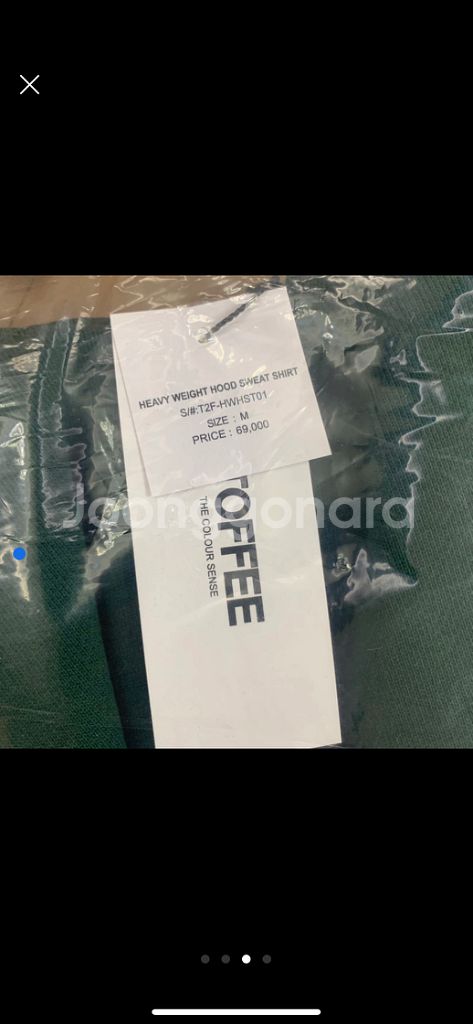 HEAVY WEIGHT HOOD SWEAT SHIRT
S/#:T2F-HWHST01
SIZE : M
PRICE : 69,000
Joonggonara
TOFFEE
THE COLOUR SENSE